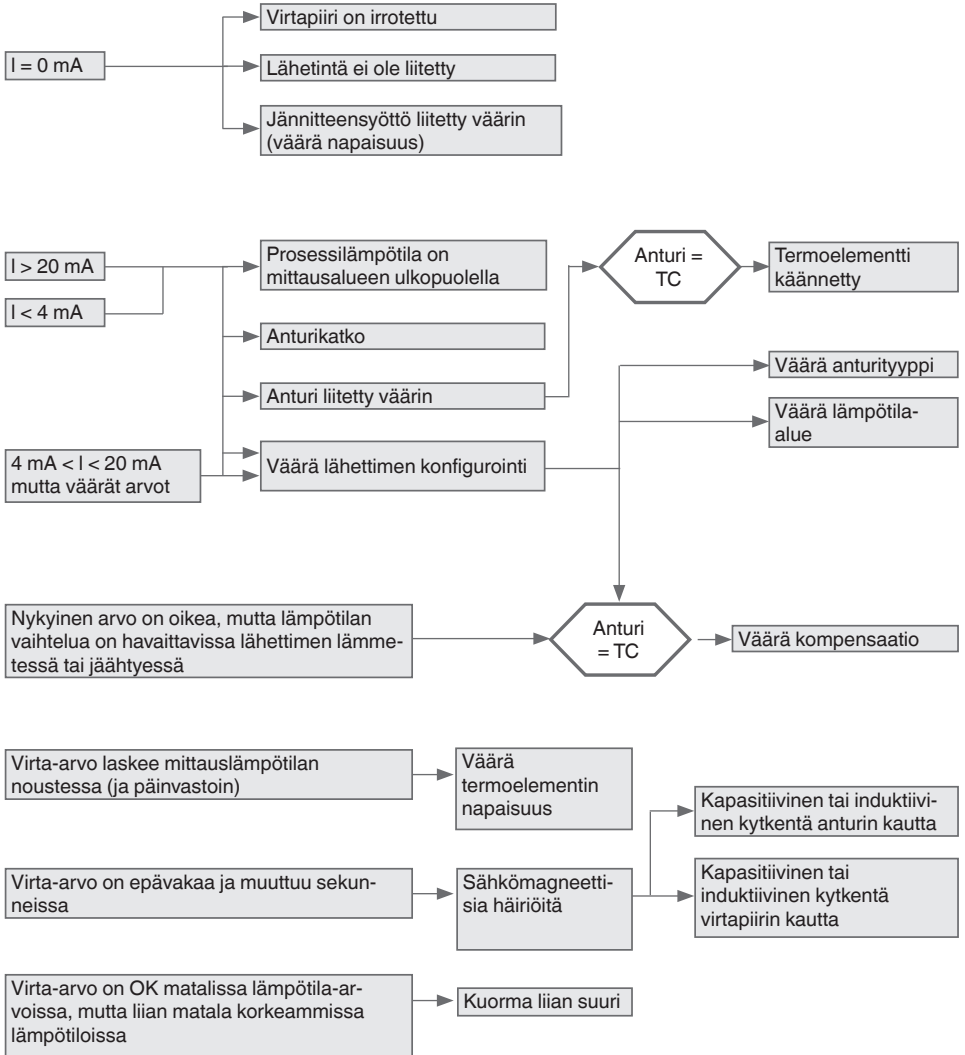 Virtapiiri on irrotettu
I = 0 mA
Lähetintä ei ole liitetty
Jännitteensyöttö liitetty väärin
(väärä napaisuus)
I > 20 mA
I < 4 mA
Prosessilämpötila on
mittausalueen ulkopuolella
Anturi =
TC
Termoelementti
käännetty
Anturikatko
Väärä anturityyppi
Anturi liitetty väärin
Väärä lämpötila-
alue
4 mA < I < 20 mA
mutta väärät arvot
Väärä lähettimen konfigurointi
Nykyinen arvo on oikea, mutta lämpötilan
vaihtelua on havaittavissa lähettimen lämme-
tessä tai jäähtyessä
Anturi
= TC
Väärä kompensaatio
Virta-arvo laskee mittauslämpötilan
noustessa (ja päinvastoin)
Väärä
termoelementin
napaisuus
Kapasitiivinen tai induktiivi-
nen kytkentä anturin kautta
Virta-arvo on epävakaa ja muuttuu sekun-
neissa
Sähkömagneetti-
sia häiriöitä
Kapasitiivinen tai
induktiivinen kytkentä
virtapiirin kautta
Virta-arvo on OK matalissa lämpötila-ar-
voissa, mutta liian matala korkeammissa
lämpötiloissa
Kuorma liian suuri